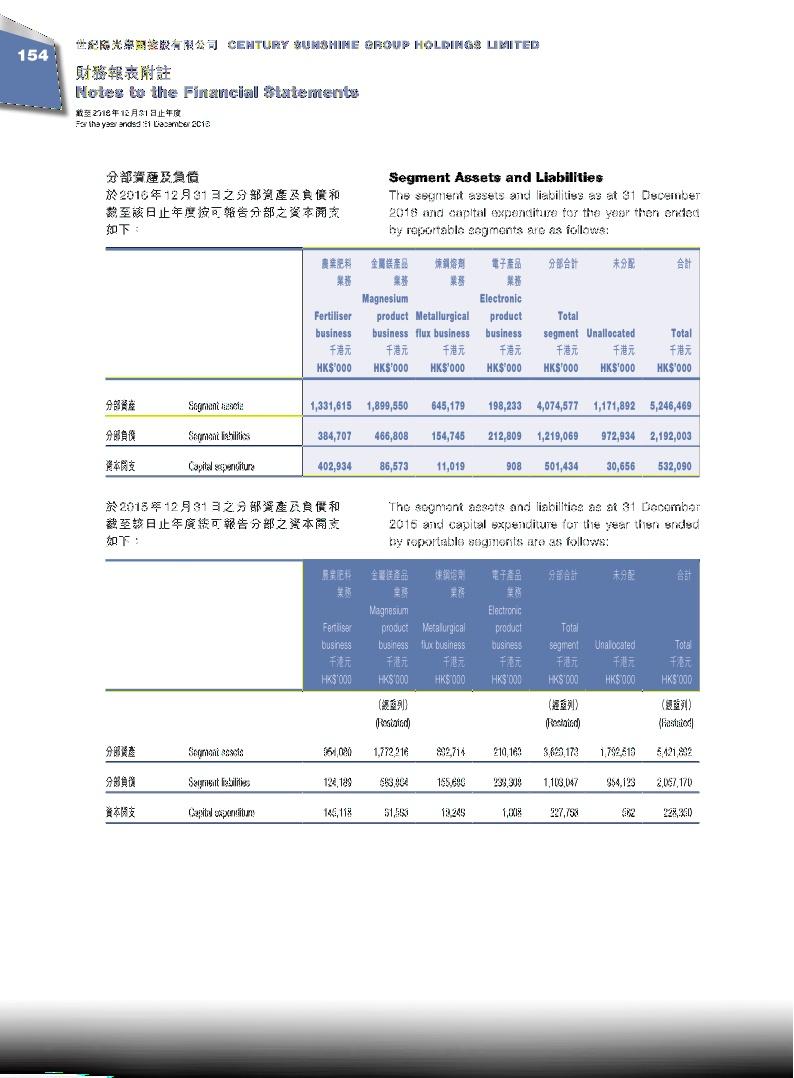 154
世紀陽光集團控股有限公司 CENTURY SUNSHINE GROUP HOLDINGS LIMITED
財務報表附註
Notes to the Financial Statements
截至2016年12月31日止年度
For the year ended 31 December 2016
分部資產及負債
於2016年12月31日之分部資產及負債和
截至該日止年度按可報告分部之資本開支
如下：
Segment Assets and Liabilities
The segment assets and liabilities as at 31 December
2016 and capital expenditure for the year then ended
by reportable segments are as follows:
農業肥料 金屬鎂產品 煉鋼熔劑 電子產品 分部合計 未分配 合計
業務 業務 業務 業務
Magnesium Electronic
Fertiliser product Metallurgical product Total
business business flux business business segment Unallocated Total
千港元 千港元 千港元 千港元 千港元 千港元 千港元
HK$'000 HK$'000 HK$'000 HK$'000 HK$'000 HK$'000 HK$'000
分部資產 Segment assets 1,331,615 1,899,550 645,179 198,233 4,074,577 1,171,892 5,246,469
分部負債 Segment liabilities 384,707 466,808 154,745 212,809 1,219,069 972,934 2,192,003
資本開支 Capital expenditure 402,934 86,573 11,019 908 501,434 30,656 532,090
於2015年12月31日之分部資產及負債和
截至該日止年度按可報告分部之資本開支
如下：
The segment assets and liabilities as at 31 December
2015 and capital expenditure for the year then ended
by reportable segments are as follows:
農業肥料 金屬鎂產品 煉鋼熔劑 電子產品 分部合計 未分配 合計
業務 業務 業務 業務
Magnesium Electronic
Fertiliser product Metallurgical product Total
business business flux business business segment Unallocated Total
千港元 千港元 千港元 千港元 千港元 千港元 千港元
HK$'000 HK$'000 HK$'000 HK$'000 HK$'000 HK$'000 HK$'000
(經重列) (經重列) (經重列)
(Restated) (Restated) (Restated)
分部資產 Segment assets 954,080 1,772,216 692,714 210,163 3,629,173 1,792,519 5,421,692
分部負債 Segment liabilities 124,189 583,864 155,686 239,308 1,103,047 954,123 2,057,170
資本開支 Capital expenditure 145,118 61,583 19,249 1,808 227,758 592 228,350